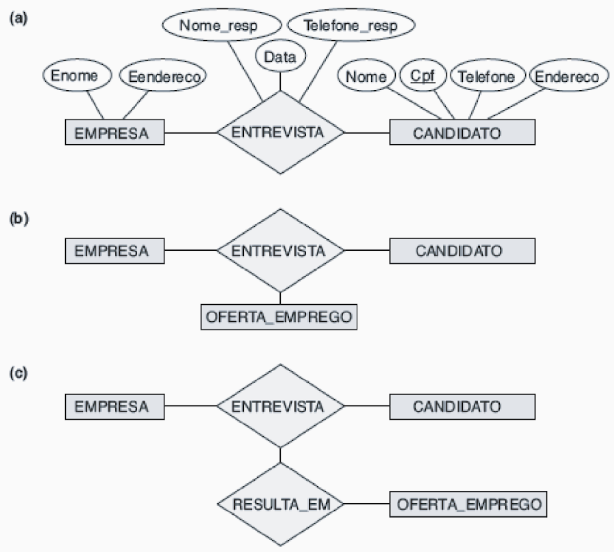 (a)
Nome_resp Telefone_resp
Data
Enome Eendereco Nome Cpf Telefone Endereco
EMPRESA ENTREVISTA CANDIDATO
(b)
EMPRESA ENTREVISTA CANDIDATO
OFERTA_EMPREGO
(c)
EMPRESA ENTREVISTA CANDIDATO
RESULTA_EM OFERTA_EMPREGO